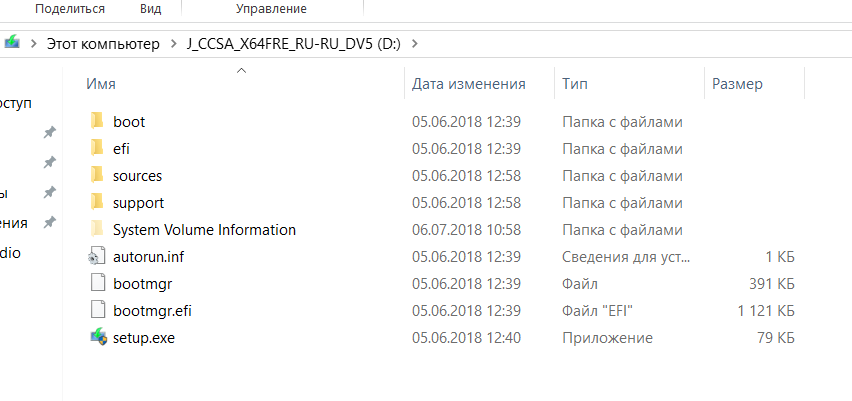 Поделиться Вид Управление
Этот компьютер J_CCSA_X64FRE_RU-RU_DV5 (D:)
Имя Дата изменения Тип Размер
оступ
boot 05.06.2018 12:39 Папка с файлами
efi 05.06.2018 12:39 Папка с файлами
sources 05.06.2018 12:58 Папка с файлами
ы
support 05.06.2018 12:58 Папка с файлами
ения
System Volume Information 06.07.2018 10:58 Папка с файлами
dio
autorun.inf 05.06.2018 12:39 Сведения для уст... 1 КБ
bootmgr 05.06.2018 12:39 Файл 391 КБ
bootmgr.efi 05.06.2018 12:39 Файл "EFI" 1 121 КБ
setup.exe 05.06.2018 12:40 Приложение 79 КБ